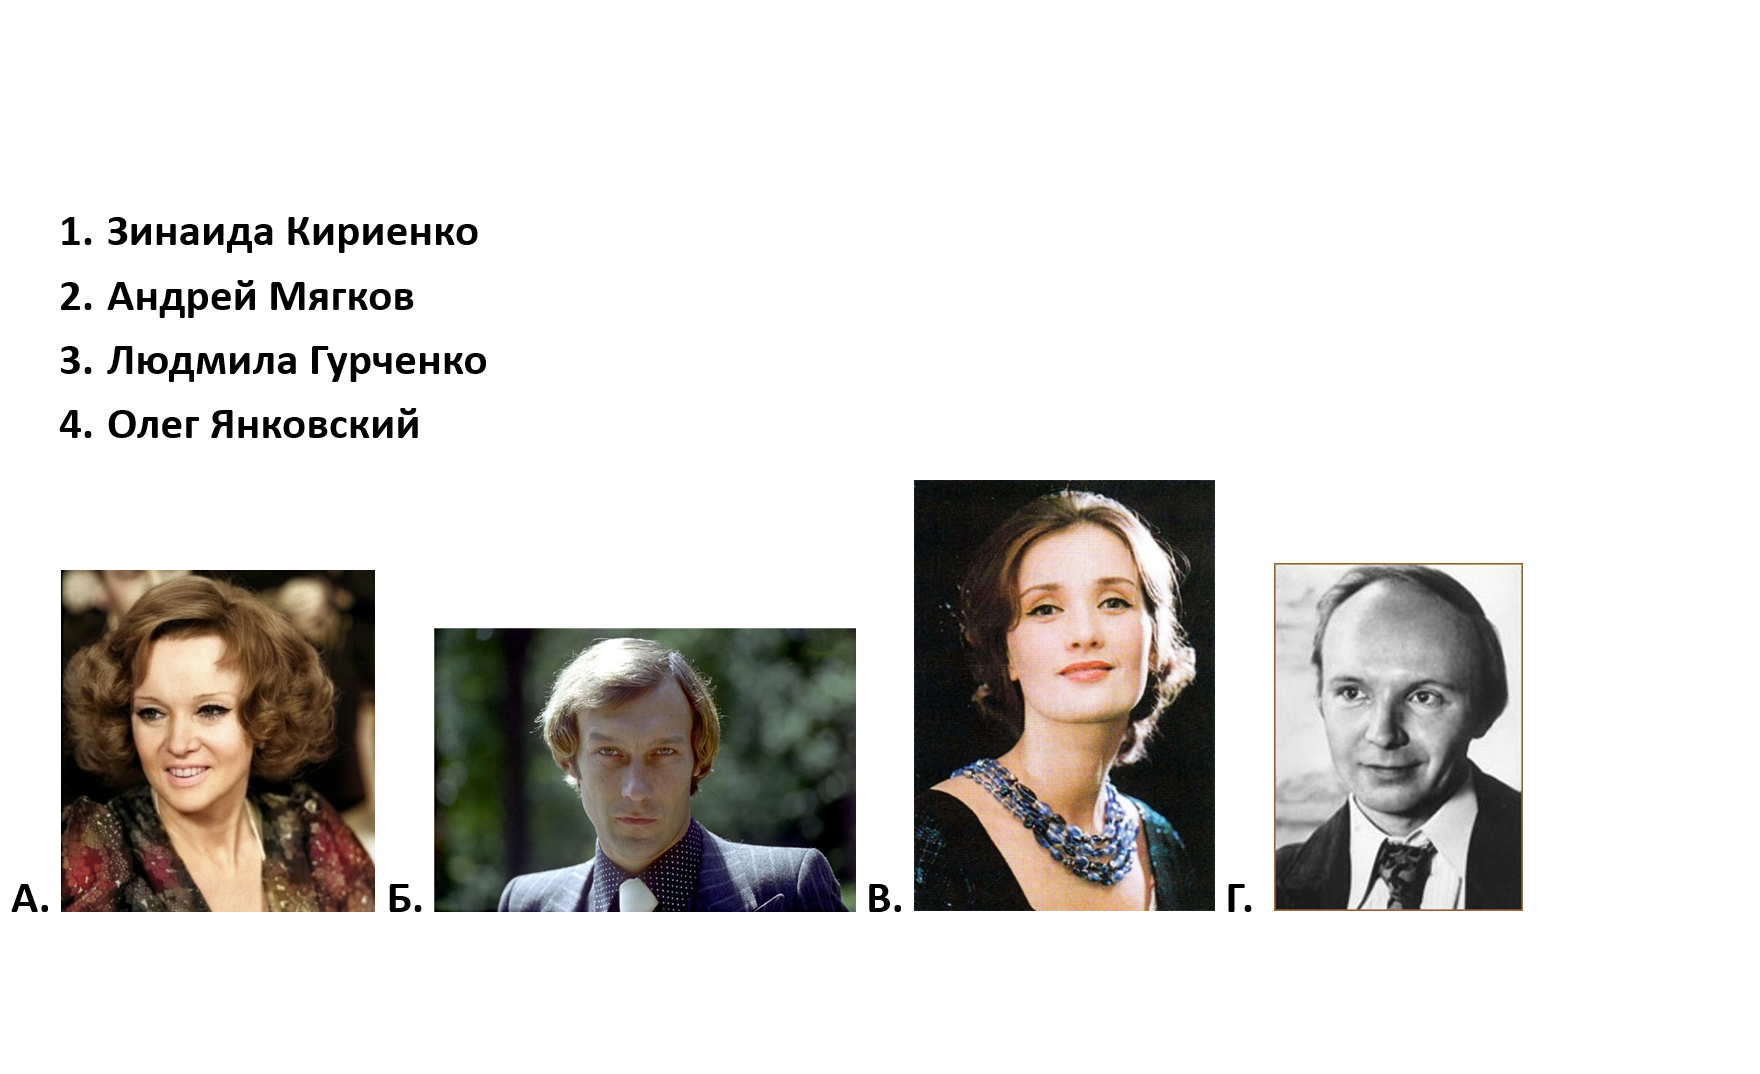 1. Зинаида Кириенко
2. Андрей Мягков
3. Людмила Гурченко
4. Олег Янковский
А. Б. В. Г.